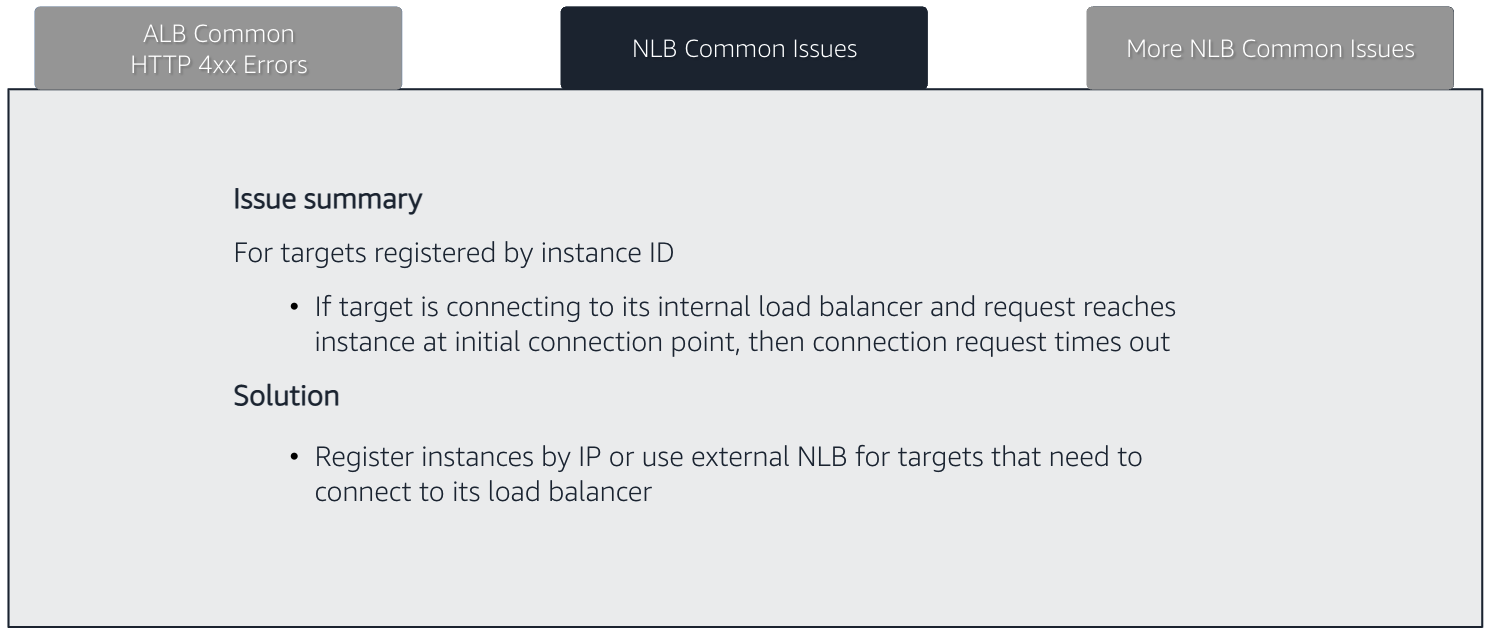 ALB Common
HTTP 4xx Errors
NLB Common Issues
More NLB Common Issues
Issue summary
For targets registered by instance ID
• If target is connecting to its internal load balancer and request reaches
instance at initial connection point, then connection request times out
Solution
• Register instances by IP or use external NLB for targets that need to
connect to its load balancer